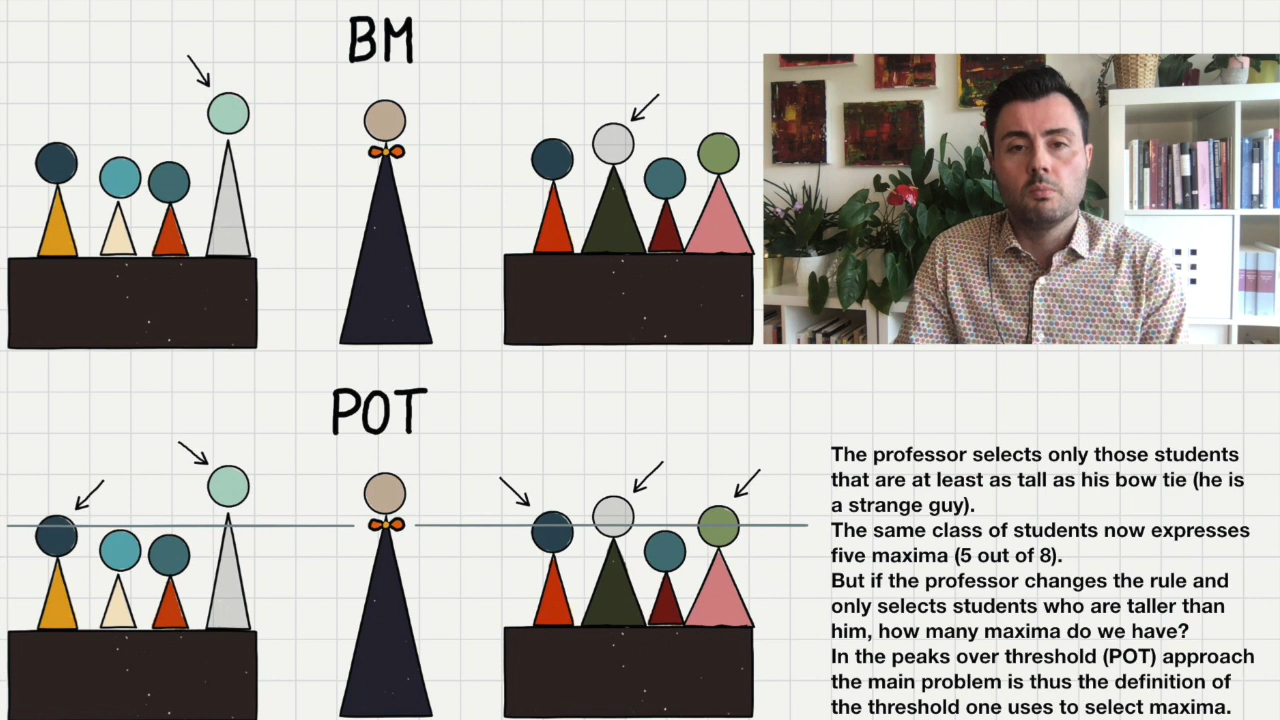 BM
POT
The professor selects only those students
that are at least as tall as his bow tie (he is
a strange guy).
The same class of students now expresses
five maxima (5 out of 8).
But if the professor changes the rule and
only selects students who are taller than
him, how many maxima do we have?
In the peaks over threshold (POT) approach
the main problem is thus the definition of
the threshold one uses to select maxima.